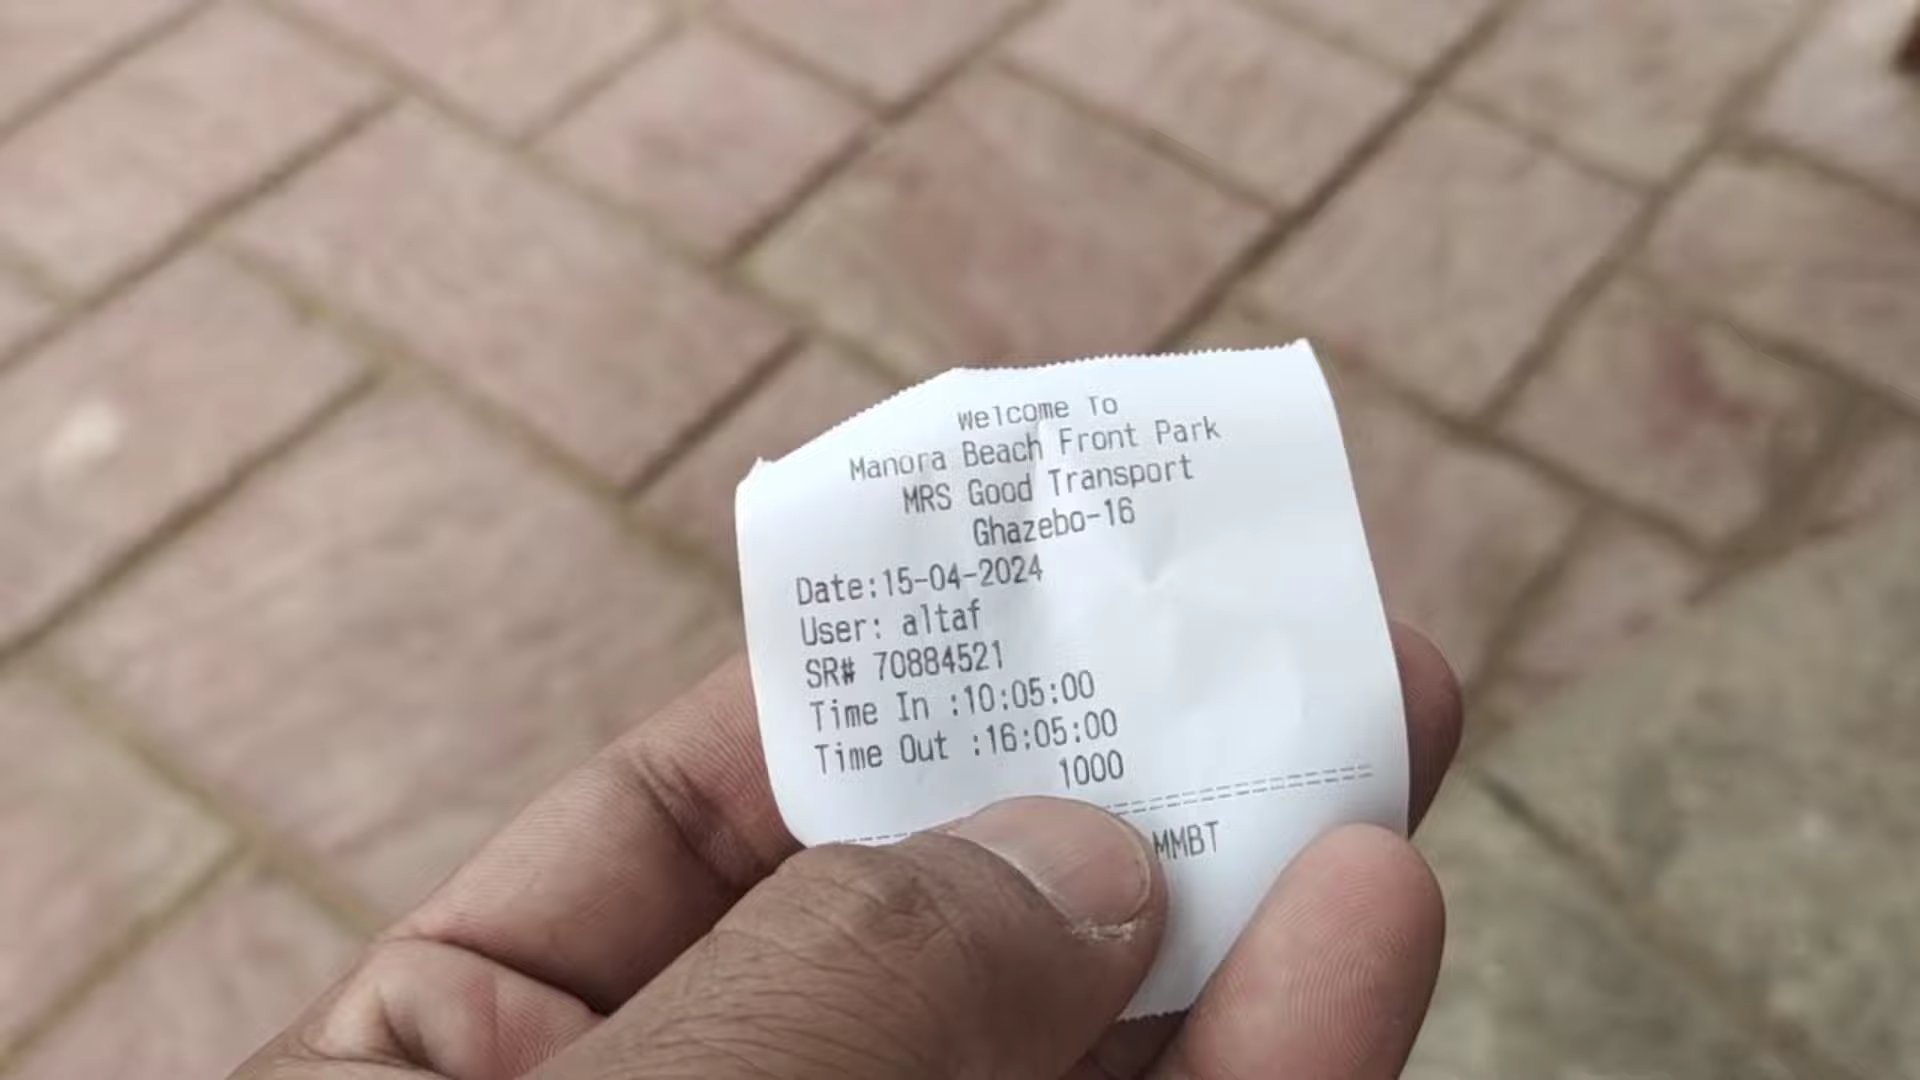 Welcome To
Manora Beach Front Park
MRS Good Transport
Ghazebo-16
Date:15-04-2024
User: altaf
SR# 70884521
Time In :10:05:00
Time Out :16:05:00
1000
MMBT